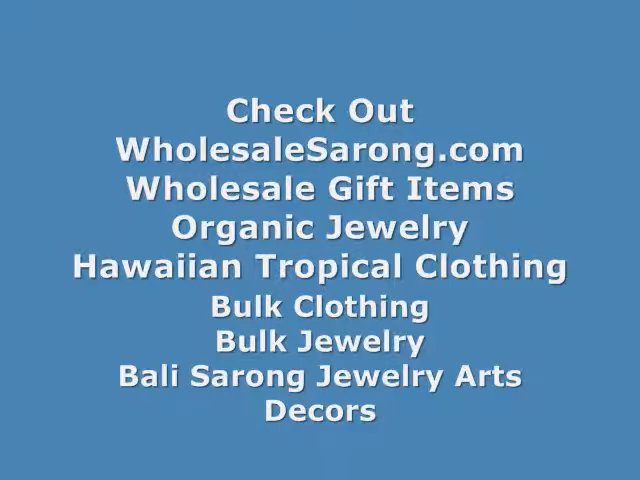 Check Out
WholesaleSarong.com
Wholesale Gift Items
Organic Jewelry
Hawaiian Tropical Clothing
Bulk Clothing
Bulk Jewelry
Bali Sarong Jewelry Arts
Decors